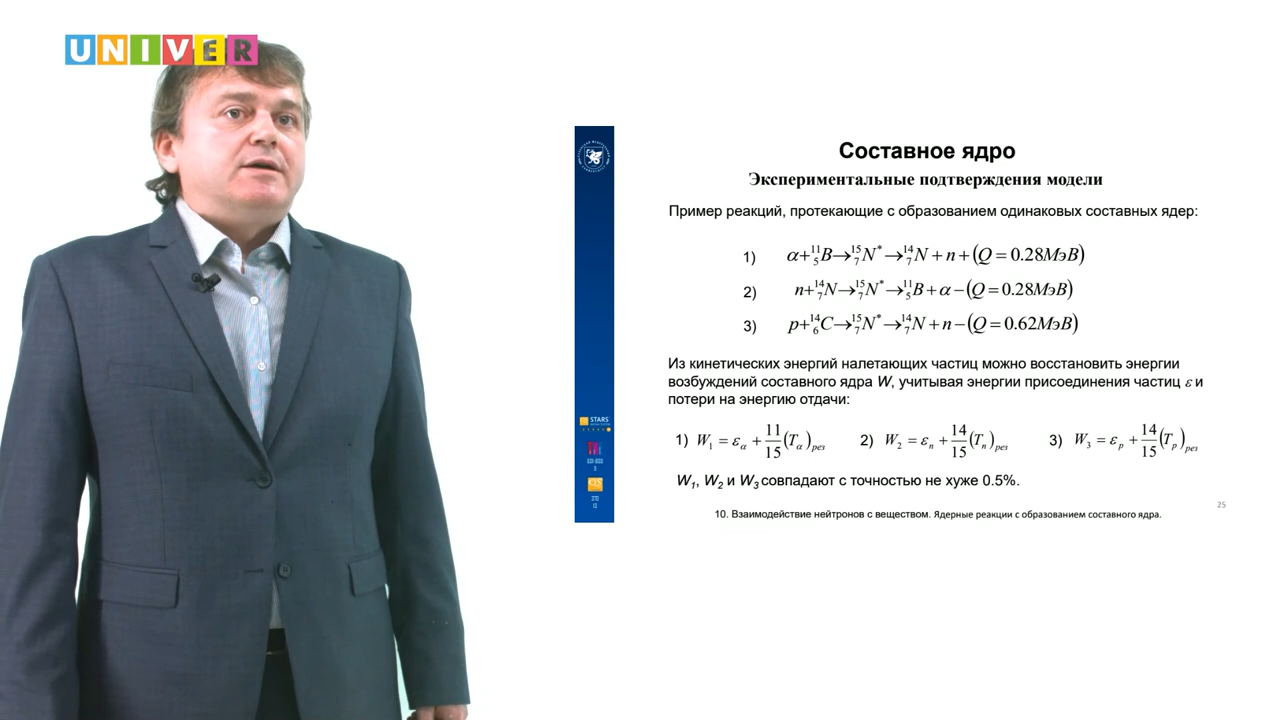 UNIVER
Составное ядро
Экспериментальные подтверждения модели
Пример реакций, протекающие с образованием одинаковых составных ядер:
1) α+¹¹₅B→¹⁵₇N*→¹⁴₇N+n+(Q=0.28МэВ)
2) n+¹⁴₇N→¹⁵₇N*→¹¹₅B+α−(Q=0.28МэВ)
3) p+¹⁴₆C→¹⁵₇N*→¹⁴₇N+n−(Q=0.62МэВ)
Из кинетических энергий налетающих частиц можно восстановить энергии
возбуждений составного ядра W, учитывая энергии присоединения частиц ε и
потери на энергию отдачи:
1) W₁ = ε_α + 11/15 (T_α)_рез 2) W₂ = ε_n + 14/15 (T_n)_рез 3) W₃ = ε_p + 14/15 (T_p)_рез
W₁, W₂ и W₃ совпадают с точностью не хуже 0.5%.
10. Взаимодействие нейтронов с веществом. Ядерные реакции с образованием составного ядра.
25
STARS